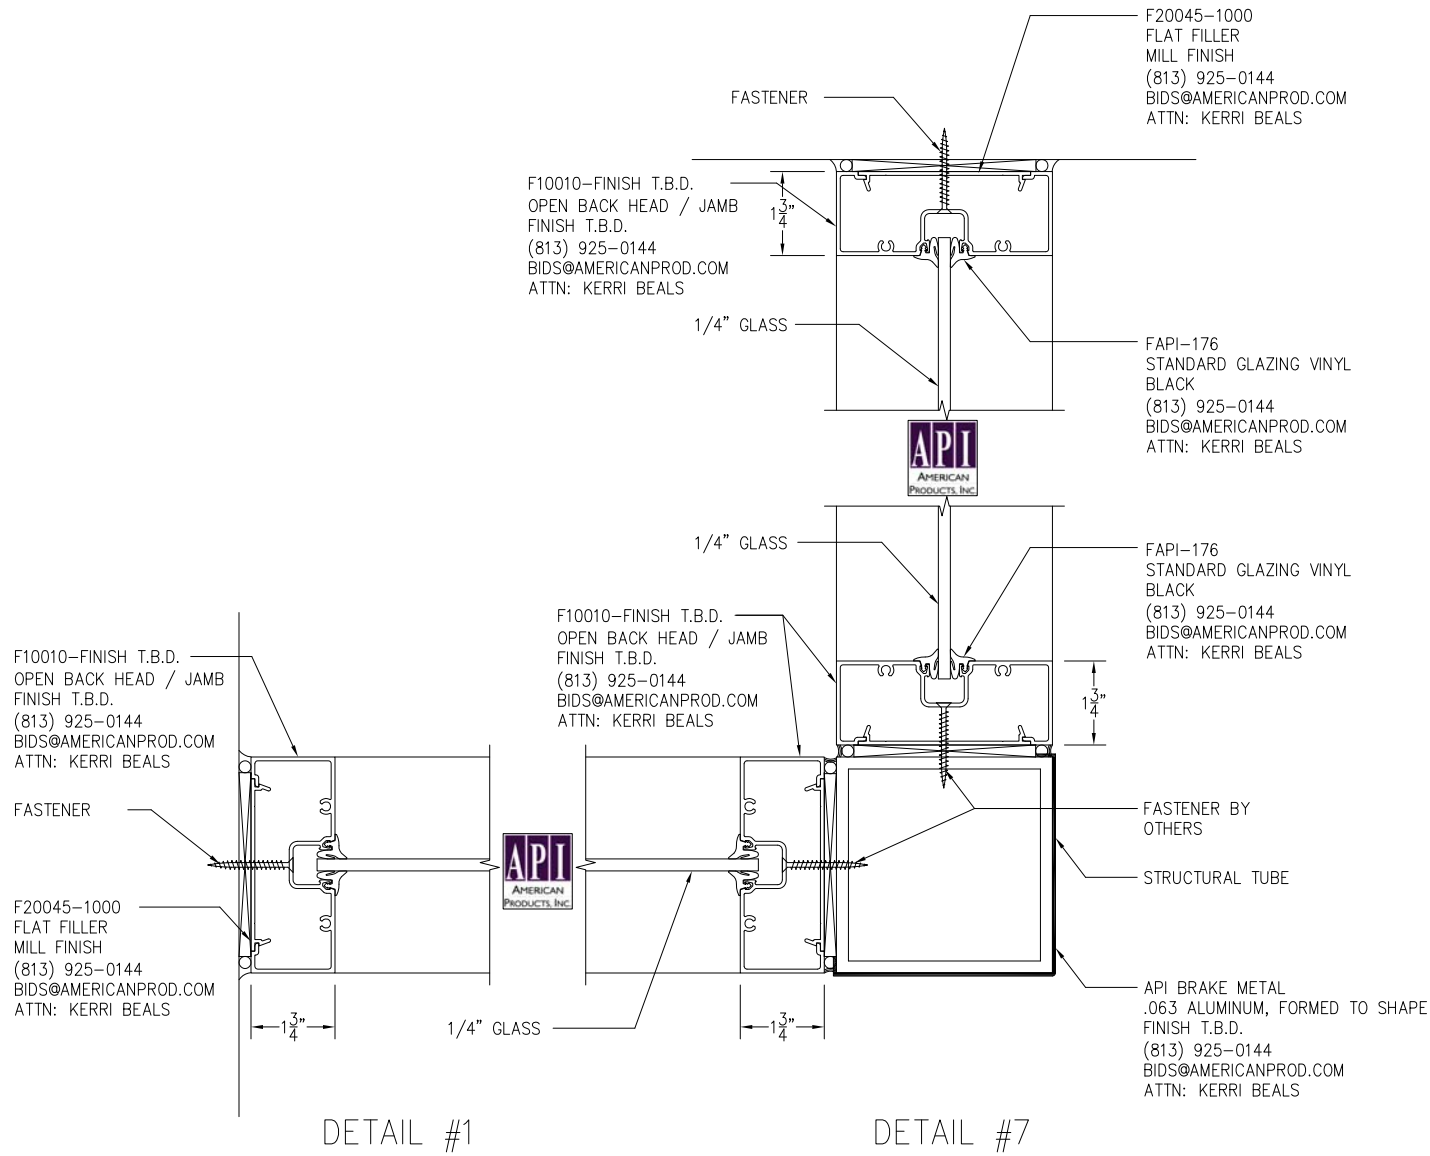 F20045-1000
FLAT FILLER
MILL FINISH
(813) 925-0144
BIDS@AMERICANPROD.COM
ATTN: KERRI BEALS
FASTENER
F10010-FINISH T.B.D.
OPEN BACK HEAD / JAMB
FINISH T.B.D.
(813) 925-0144
BIDS@AMERICANPROD.COM
ATTN: KERRI BEALS
1 3/4"
1/4" GLASS
FAPI-176
STANDARD GLAZING VINYL
BLACK
(813) 925-0144
BIDS@AMERICANPROD.COM
ATTN: KERRI BEALS
API
AMERICAN
PRODUCTS, INC.
1/4" GLASS
FAPI-176
STANDARD GLAZING VINYL
BLACK
(813) 925-0144
BIDS@AMERICANPROD.COM
ATTN: KERRI BEALS
F10010-FINISH T.B.D.
OPEN BACK HEAD / JAMB
FINISH T.B.D.
(813) 925-0144
BIDS@AMERICANPROD.COM
ATTN: KERRI BEALS
1 3/4"
F10010-FINISH T.B.D.
OPEN BACK HEAD / JAMB
FINISH T.B.D.
(813) 925-0144
BIDS@AMERICANPROD.COM
ATTN: KERRI BEALS
FASTENER
F20045-1000
FLAT FILLER
MILL FINISH
(813) 925-0144
BIDS@AMERICANPROD.COM
ATTN: KERRI BEALS
API
AMERICAN
PRODUCTS, INC.
1 3/4"
1/4" GLASS
1 3/4"
FASTENER BY
OTHERS
STRUCTURAL TUBE
API BRAKE METAL
.063 ALUMINUM, FORMED TO SHAPE
FINISH T.B.D.
(813) 925-0144
BIDS@AMERICANPROD.COM
ATTN: KERRI BEALS
DETAIL #1
DETAIL #7